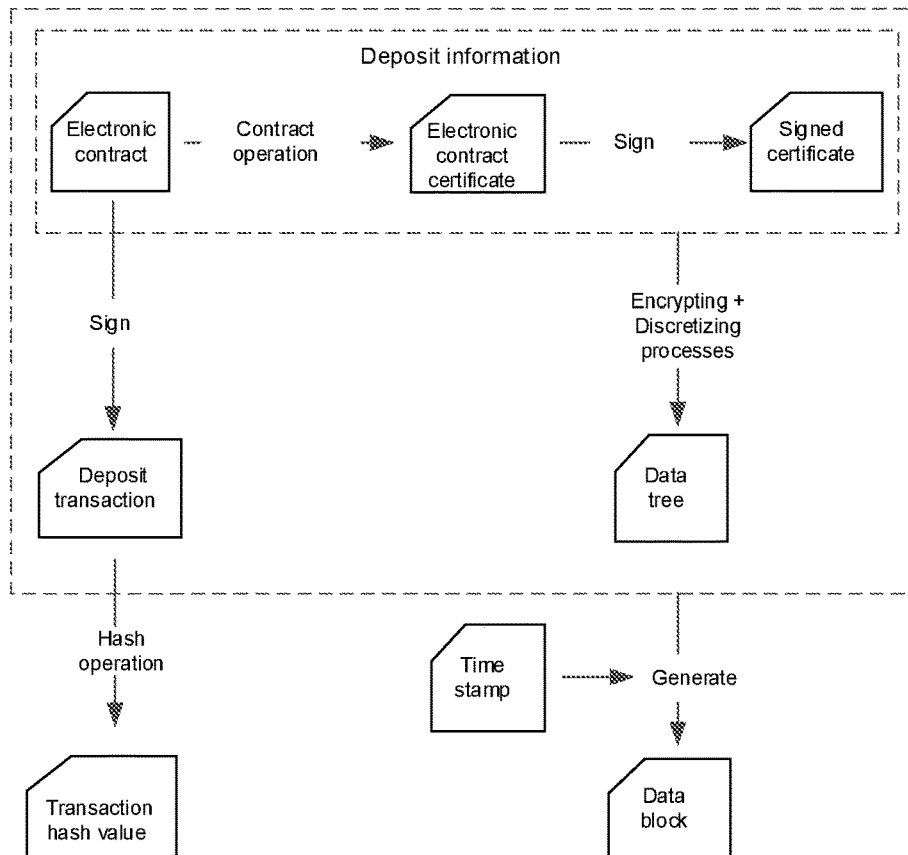 Deposit information
Electronic
contract
Contract
operation
Electronic
contract
certificate
Sign
Signed
certificate
Sign
Encrypting +
Discretizing
processes
Deposit
transaction
Data
tree
Hash
operation
Time
stamp
Generate
Transaction
hash value
Data
block